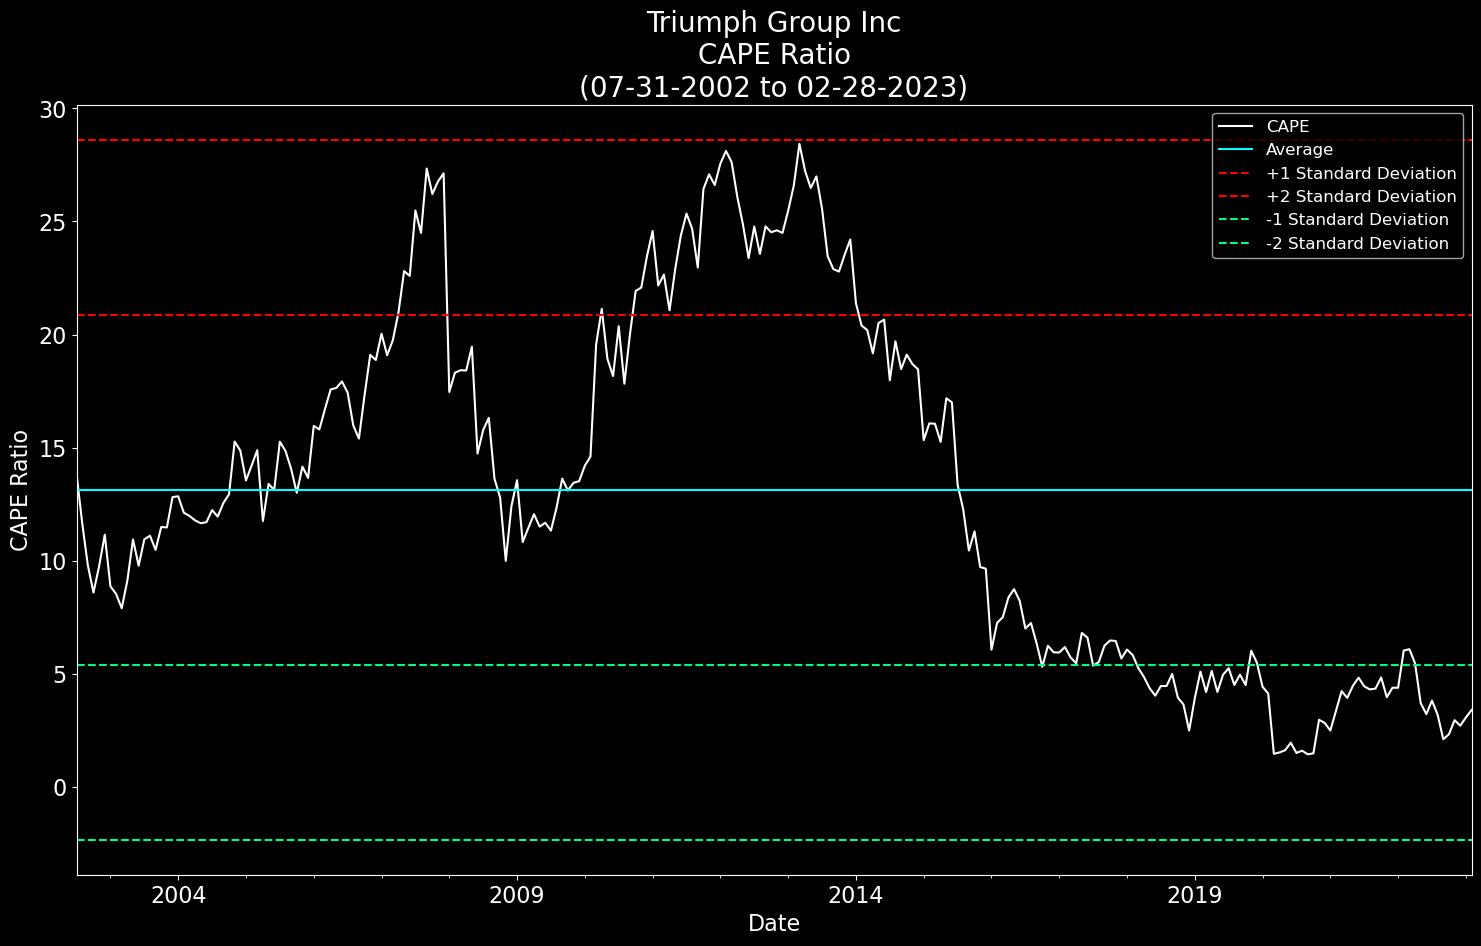 Triumph Group Inc
CAPE Ratio
(07-31-2002 to 02-28-2023)
30
25
20
15
10
5
0
CAPE Ratio
CAPE
Average
+1 Standard Deviation
+2 Standard Deviation
-1 Standard Deviation
-2 Standard Deviation
2004 2009 2014 2019
Date